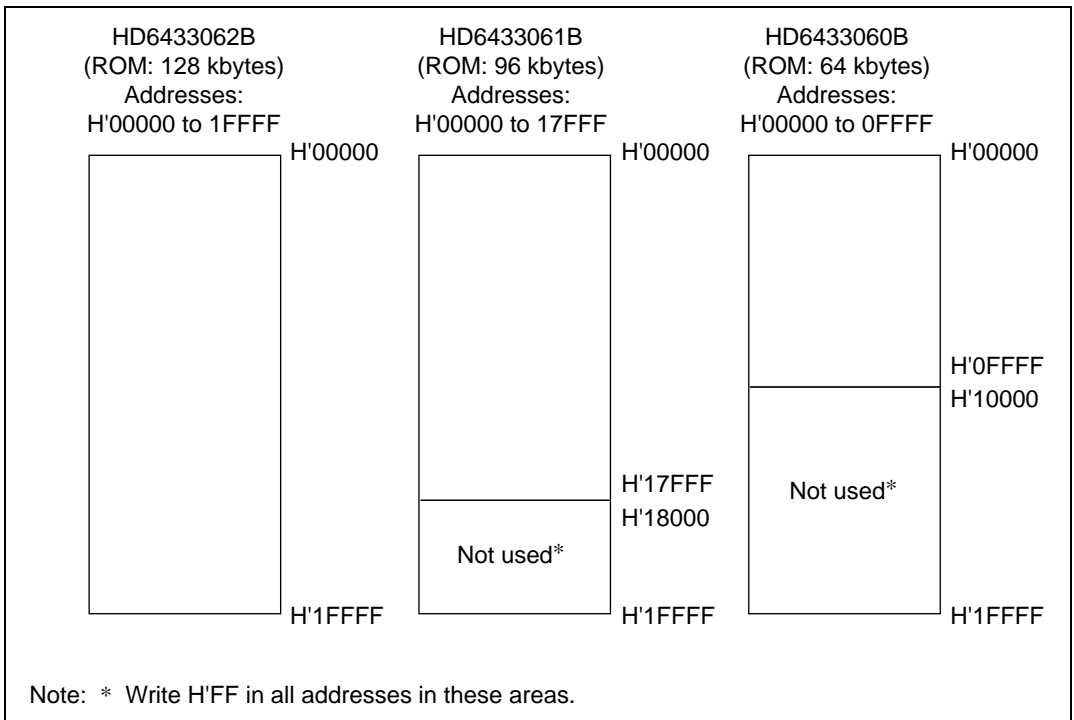 HD6433062B
(ROM: 128 kbytes)
Addresses:
H'00000 to 1FFFF
H'00000
H'1FFFF
HD6433061B
(ROM: 96 kbytes)
Addresses:
H'00000 to 17FFF
H'00000
H'17FFF
H'18000
Not used*
H'1FFFF
HD6433060B
(ROM: 64 kbytes)
Addresses:
H'00000 to 0FFFF
H'00000
H'0FFFF
H'10000
Not used*
H'1FFFF
Note: * Write H'FF in all addresses in these areas.